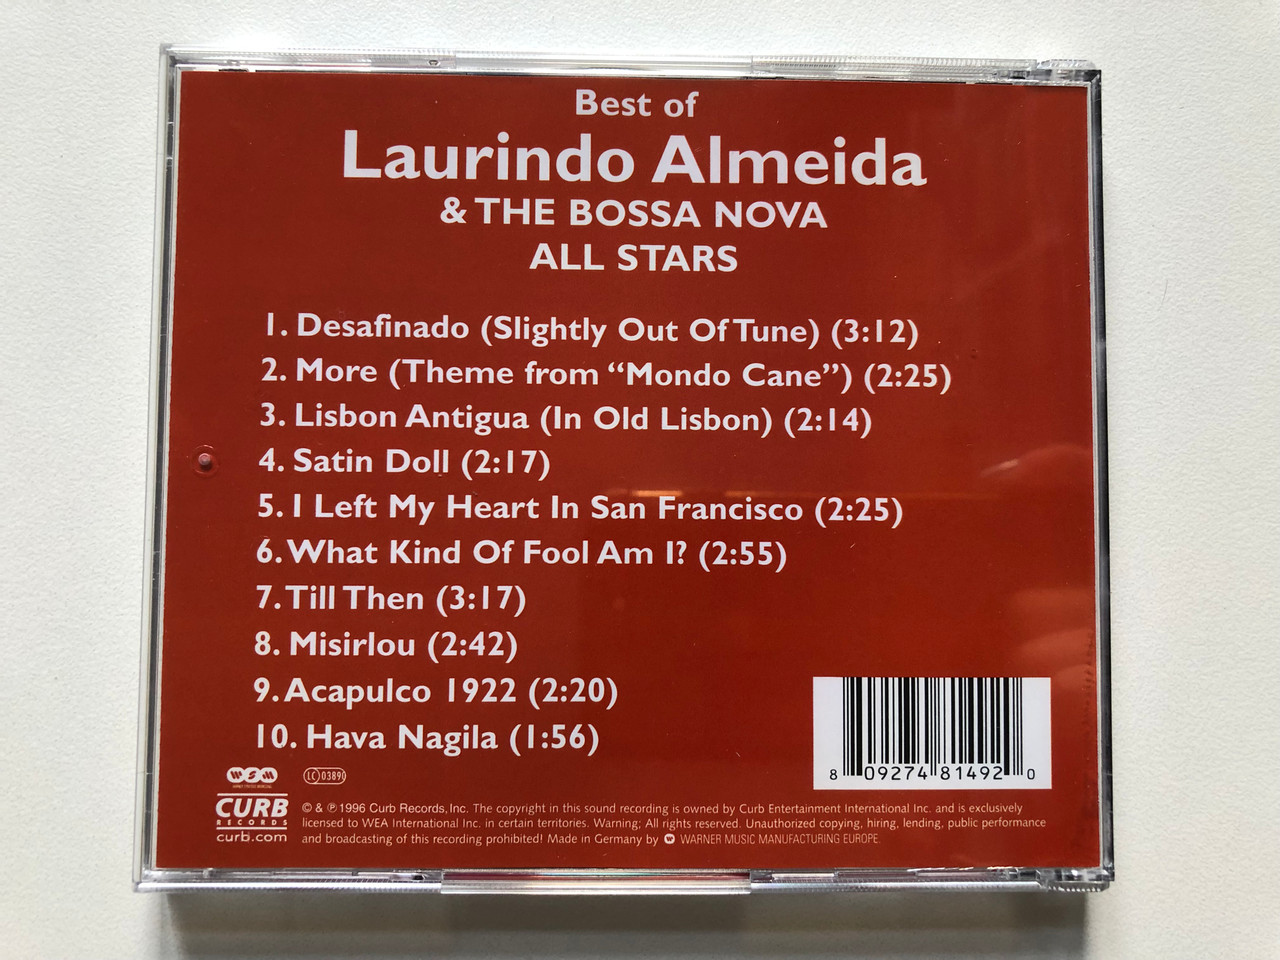 Best of
Laurindo Almeida
& THE BOSSA NOVA
ALL STARS
1. Desafinado (Slightly Out Of Tune) (3:12)
2. More (Theme from “Mondo Cane”) (2:25)
3. Lisbon Antigua (In Old Lisbon) (2:14)
4. Satin Doll (2:17)
5. I Left My Heart In San Francisco (2:25)
6. What Kind Of Fool Am I? (2:55)
7. Till Then (3:17)
8. Misirlou (2:42)
9. Acapulco 1922 (2:20)
10. Hava Nagila (1:56)
8 09274 81492 0
WSM
LC 03890
CURB
RECORDS
curb.com
© & ℗ 1996 Curb Records, Inc. The copyright in this sound recording is owned by Curb Entertainment International Inc. and is exclusively
licensed to WEA International Inc. in certain territories. Warning; All rights reserved. Unauthorized copying, hiring, lending, public performance
and broadcasting of this recording prohibited! Made in Germany by WARNER MUSIC MANUFACTURING EUROPE.